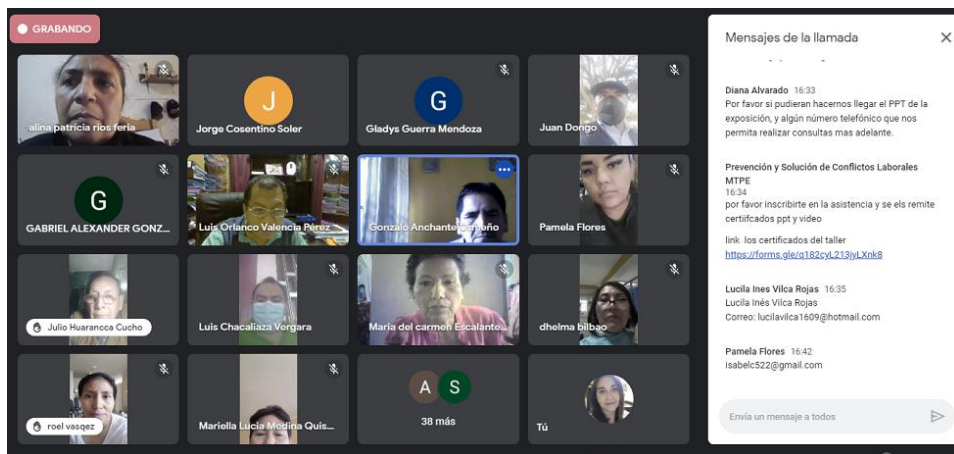 GRABANDO
alina patricia rios feria
J
Jorge Cosentino Soler
G
Gladys Guerra Mendoza
Juan Dongo
G
GABRIEL ALEXANDER GONZ...
Luis Orlanco Valencia Pérez
Gonzalo Anchante
Pamela Flores
Julio Huarancca Cucho
Luis Chacaliaza Vergara
Maria del carmen Escalante...
dhelma bilbao
roel vasqez
Mariella Lucia Medina Quis...
A S
38 más
Tú
Mensajes de la llamada
Diana Alvarado 16:33
Por favor si pudieran hacernos llegar el PPT de la
exposición, y algún número telefónico que nos
permita realizar consultas mas adelante.
Prevención y Solución de Conflictos Laborales
MTPE
16:34
por favor inscribirte en la asistencia y se els remite
certiifcados ppt y video
link los certificados del taller
https://forms.gle/q182cyL213jyLXnk8
Lucila Ines Vilca Rojas 16:35
Lucila Inés Vilca Rojas
Correo: lucilavilca1609@hotmail.com
Pamela Flores 16:42
isabelc522@gmail.com
Envía un mensaje a todos